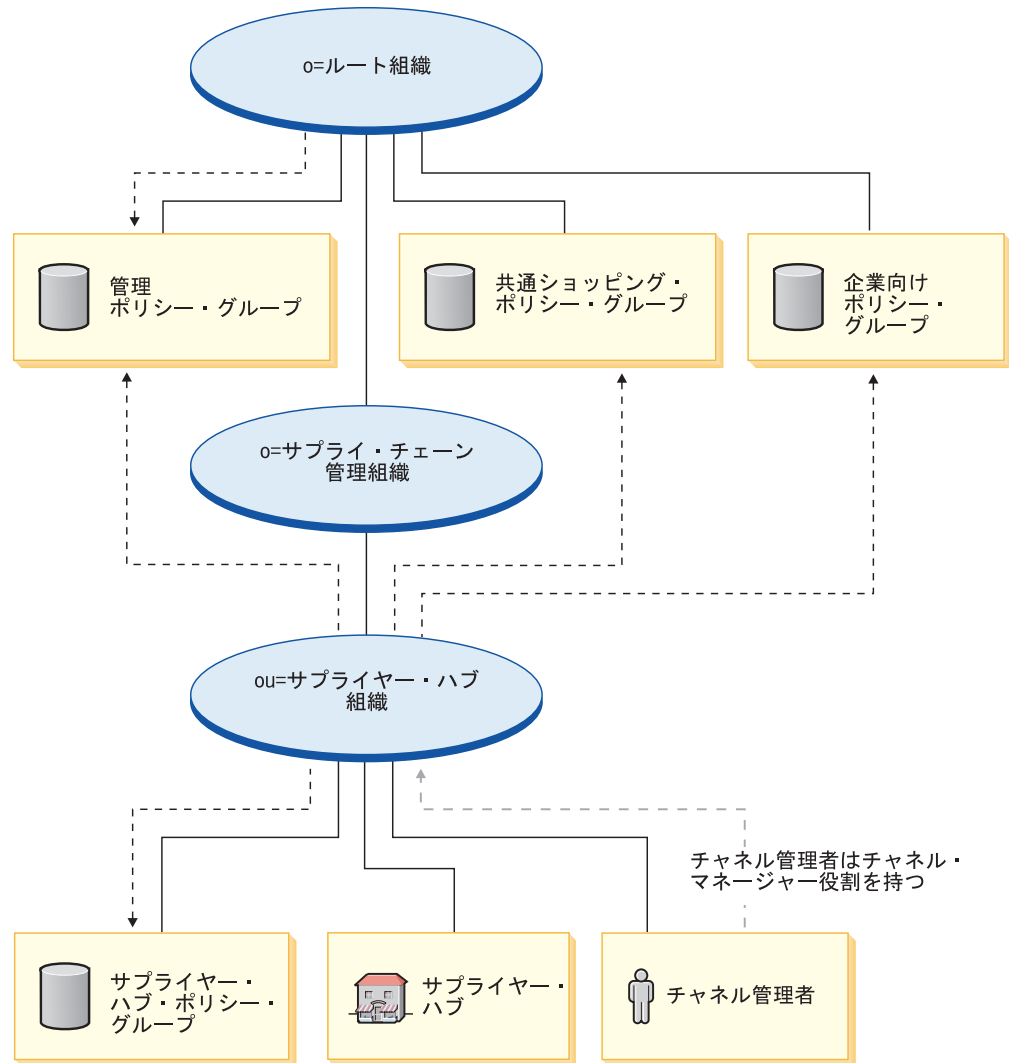 o=ルート組織
管理
ポリシー・グループ
共通ショッピング・
ポリシー・グループ
企業向け
ポリシー・
グループ
o=サプライ・チェーン
管理組織
ou=サプライヤー・ハブ
組織
チャネル管理者はチャネル・
マネージャー役割を持つ
サプライヤー・
ハブ・ポリシー・
グループ
サプライヤー・
ハブ
チャネル管理者